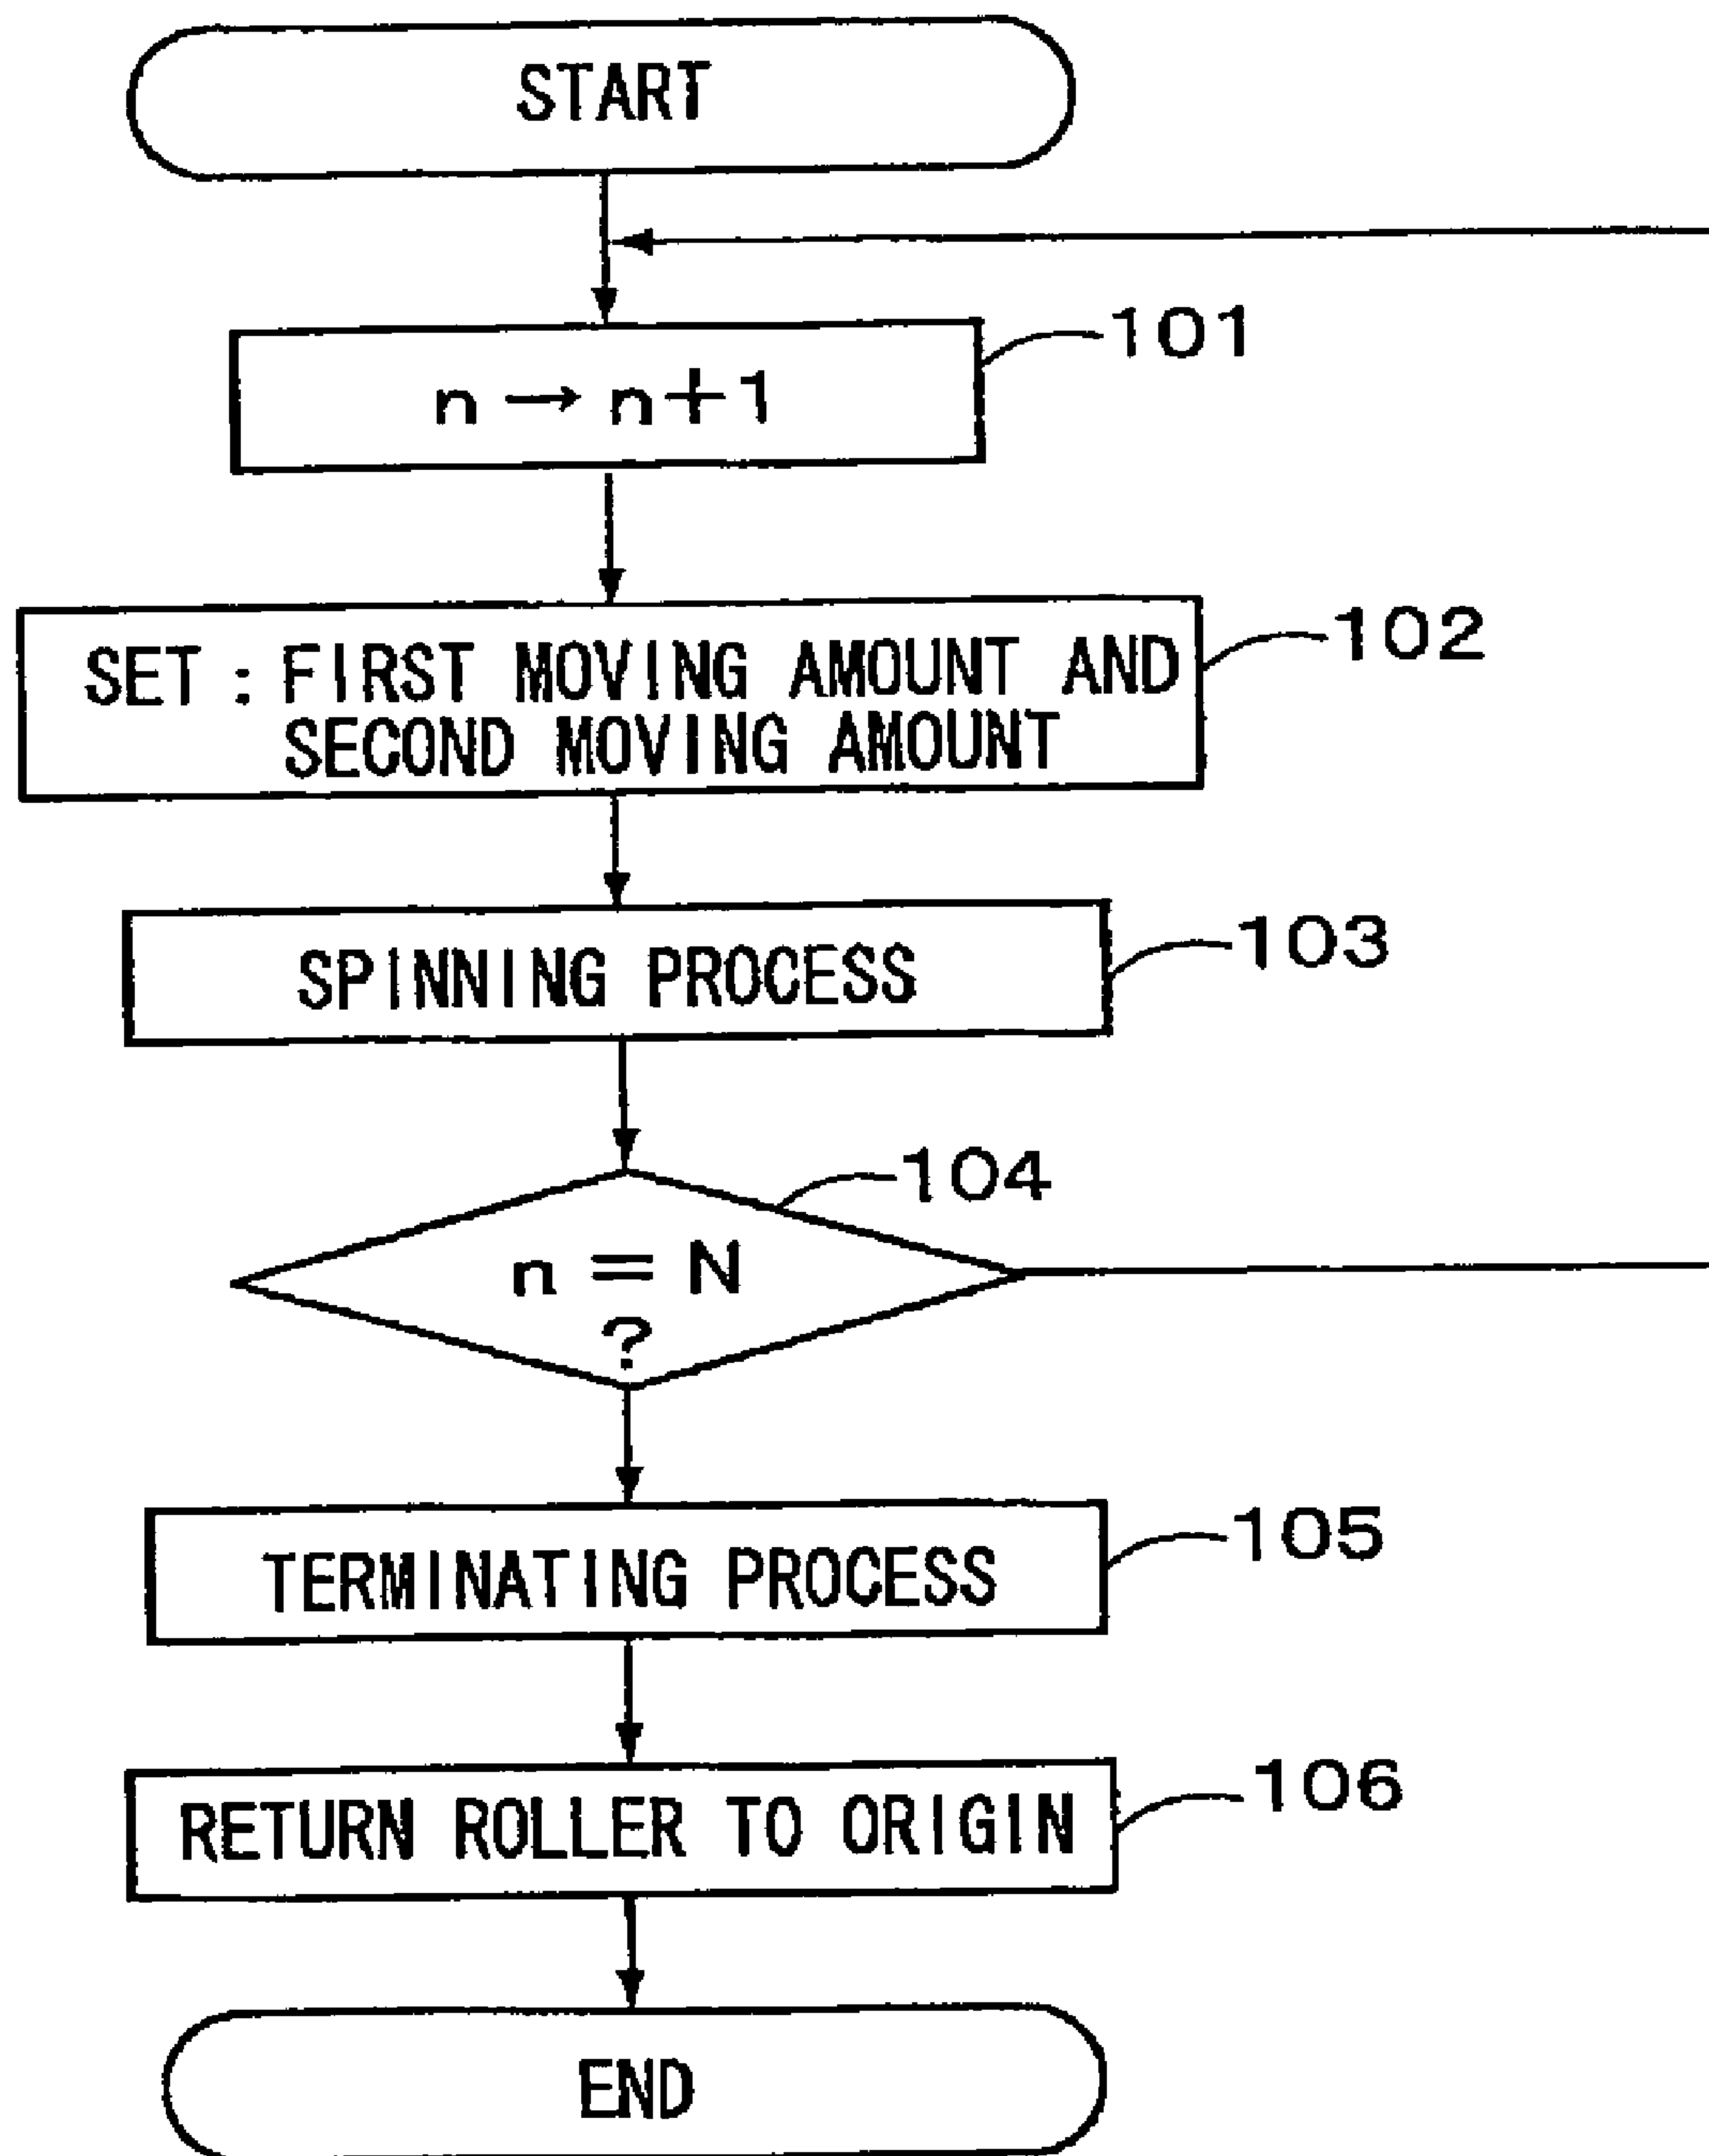 START
101
n → n+1
102
SET : FIRST MOVING AMOUNT AND
SECOND MOVING AMOUNT
103
SPINNING PROCESS
104
n = N
?
105
TERMINATING PROCESS
106
RETURN ROLLER TO ORIGIN
END